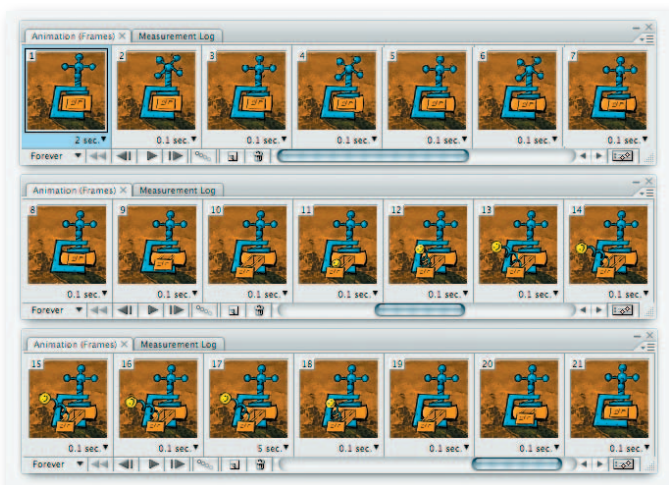 Animation (Frames) × Measurement Log
1 2 3 4 5 6 7
2 sec. 0.1 sec. 0.1 sec. 0.1 sec. 0.1 sec. 0.1 sec. 0.1 sec.
Forever
Animation (Frames) × Measurement Log
8 9 10 11 12 13 14
0.1 sec. 0.1 sec. 0.1 sec. 0.1 sec. 0.1 sec. 0.1 sec. 0.1 sec.
Forever
Animation (Frames) × Measurement Log
15 16 17 18 19 20 21
0.1 sec. 0.1 sec. 5 sec. 0.1 sec. 0.1 sec. 0.1 sec. 0.1 sec.
Forever